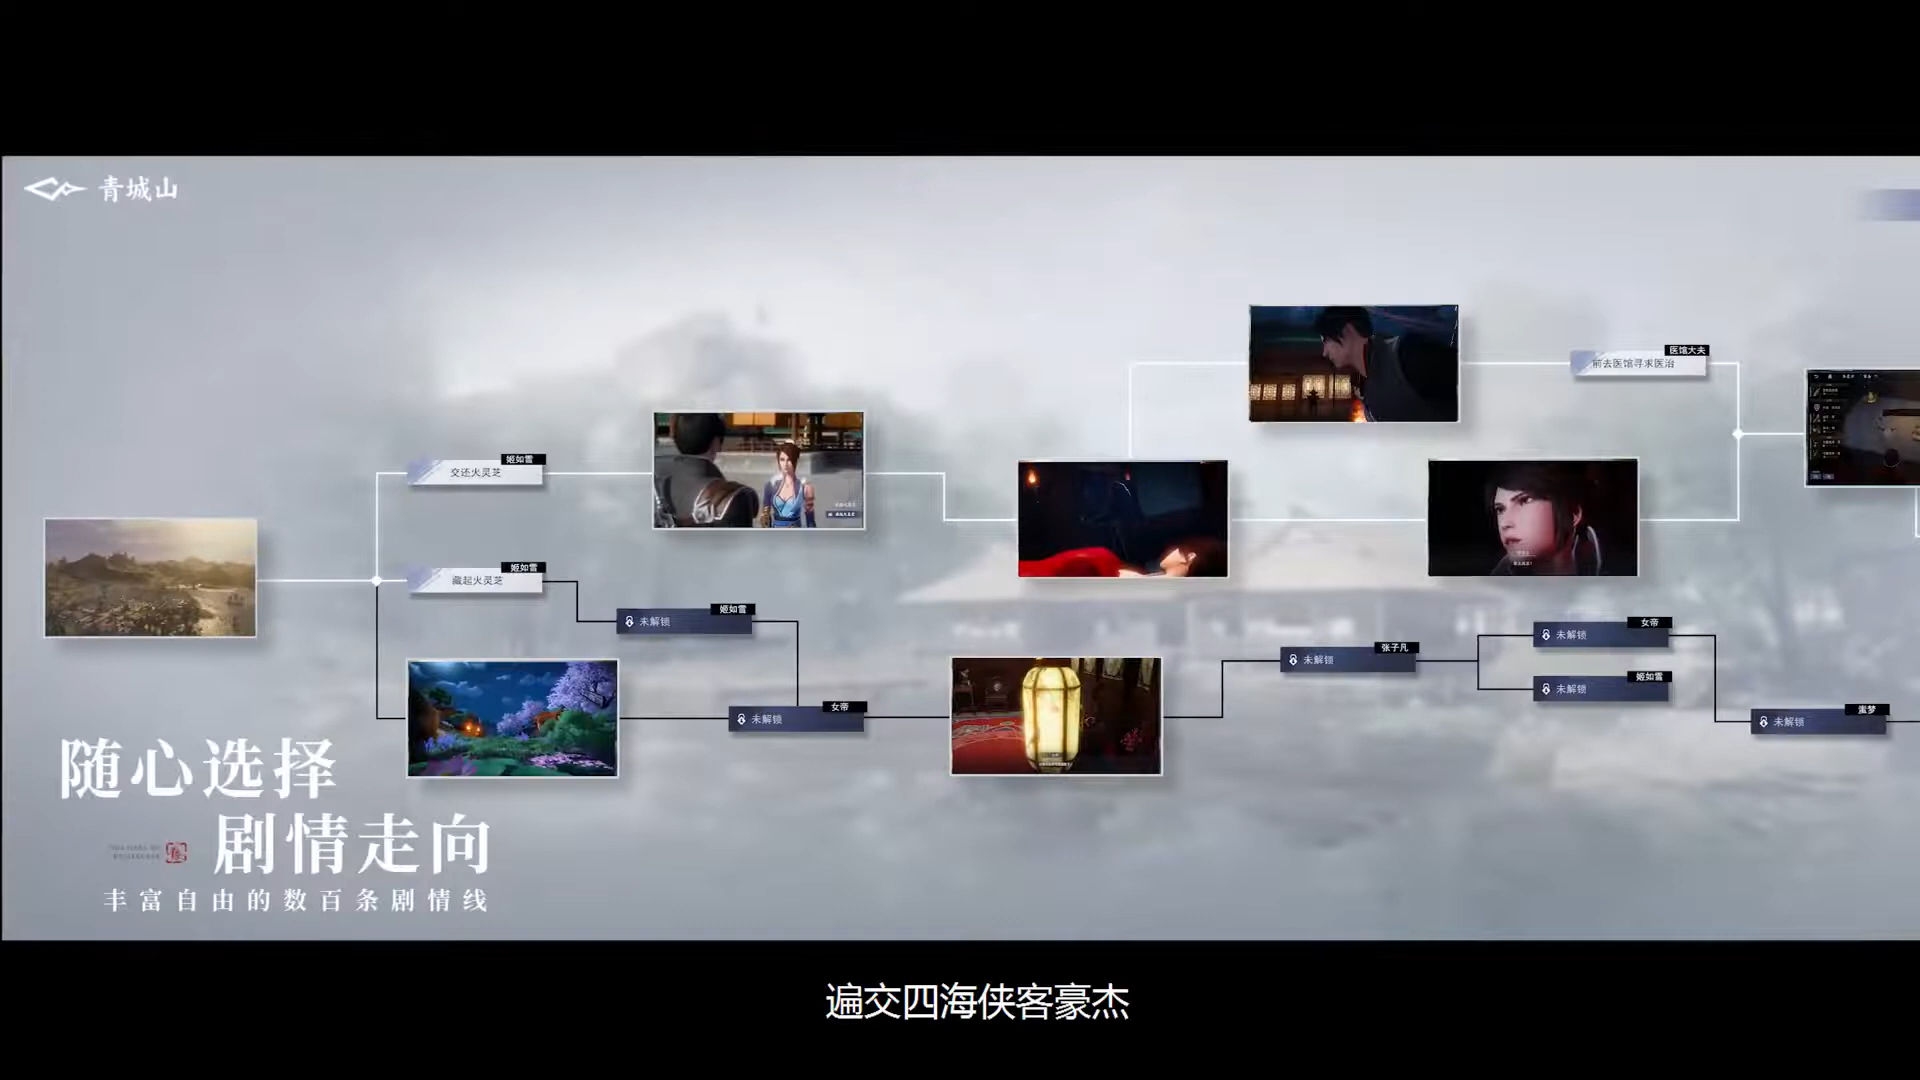 青城山
医馆大夫
前去医馆寻求医治
姬如雪
交还火灵芝
姬如雪
藏起火灵芝
姬如雪
未解锁
女帝
未解锁
张子凡
未解锁
女帝
未解锁
姬如雪
未解锁
蚩梦
未解锁
随心选择
剧情走向
丰富自由的数百条剧情线
遍交四海侠客豪杰